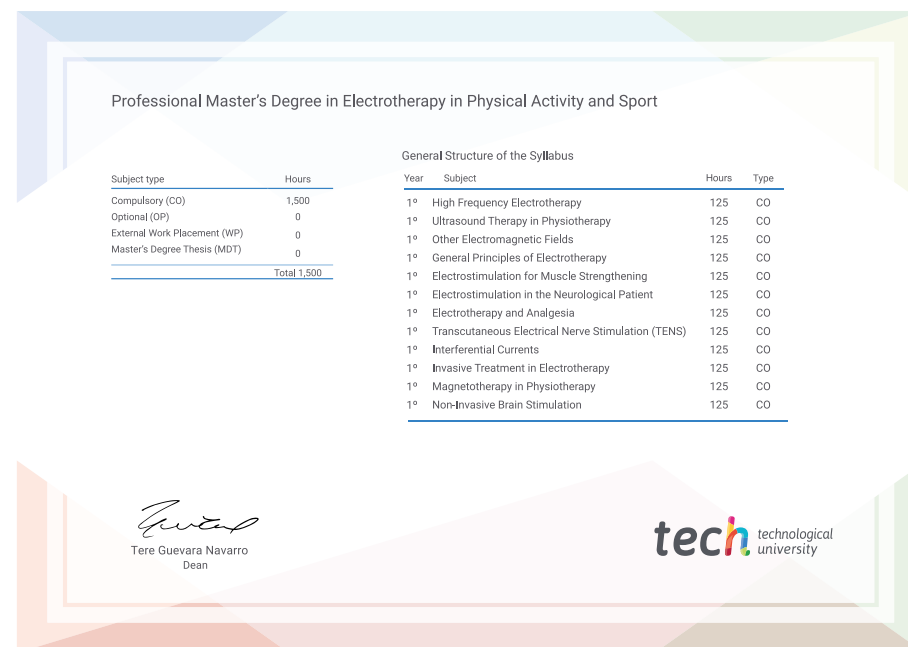 Professional Master's Degree in Electrotherapy in Physical Activity and Sport
Subject type Hours
Compulsory (CO) 1,500
Optional (OP) 0
External Work Placement (WP) 0
Master's Degree Thesis (MDT) 0
Total 1,500
General Structure of the Syllabus
Year Subject Hours Type
1º High Frequency Electrotherapy 125 CO
1º Ultrasound Therapy in Physiotherapy 125 CO
1º Other Electromagnetic Fields 125 CO
1º General Principles of Electrotherapy 125 CO
1º Electrostimulation for Muscle Strengthening 125 CO
1º Electrostimulation in the Neurological Patient 125 CO
1º Electrotherapy and Analgesia 125 CO
1º Transcutaneous Electrical Nerve Stimulation (TENS) 125 CO
1º Interferential Currents 125 CO
1º Invasive Treatment in Electrotherapy 125 CO
1º Magnetotherapy in Physiotherapy 125 CO
1º Non-Invasive Brain Stimulation 125 CO
Tere Guevara Navarro
Dean
tech technological
university